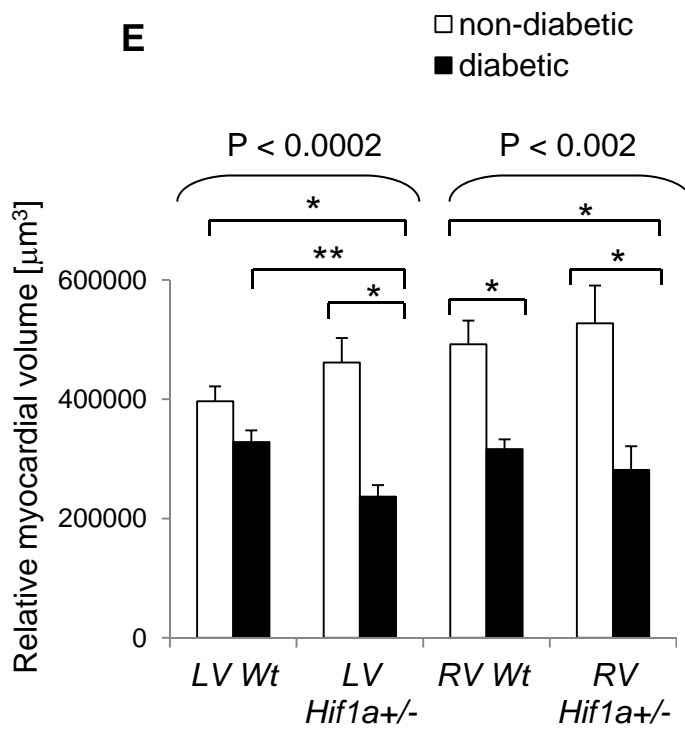 E
non-diabetic
diabetic
P < 0.0002
P < 0.002
*
*
**
*
*
*
Relative myocardial volume [μm³]
600000
400000
200000
0
LV Wt
LV
Hif1a+/-
RV Wt
RV
Hif1a+/-